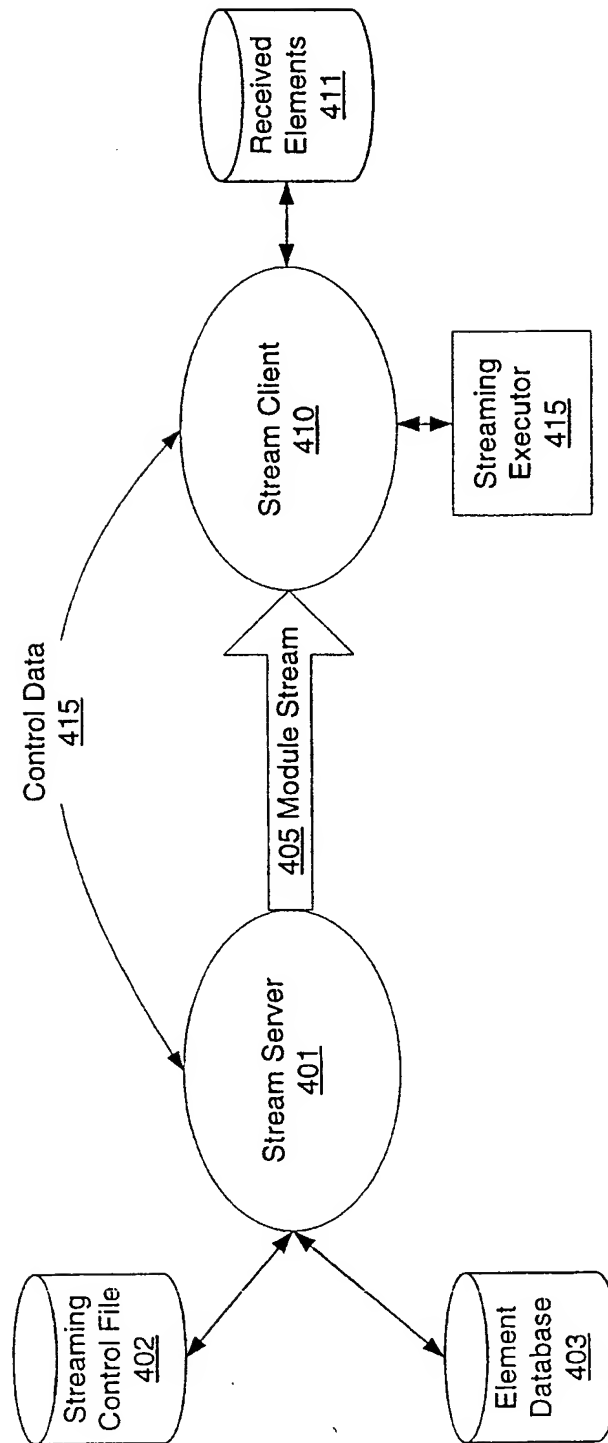 Control Data
415
Streaming
Control File
402
Stream Server
401
405 Module Stream
Stream Client
410
Received
Elements
411
Element
Database
403
Streaming
Executor
415